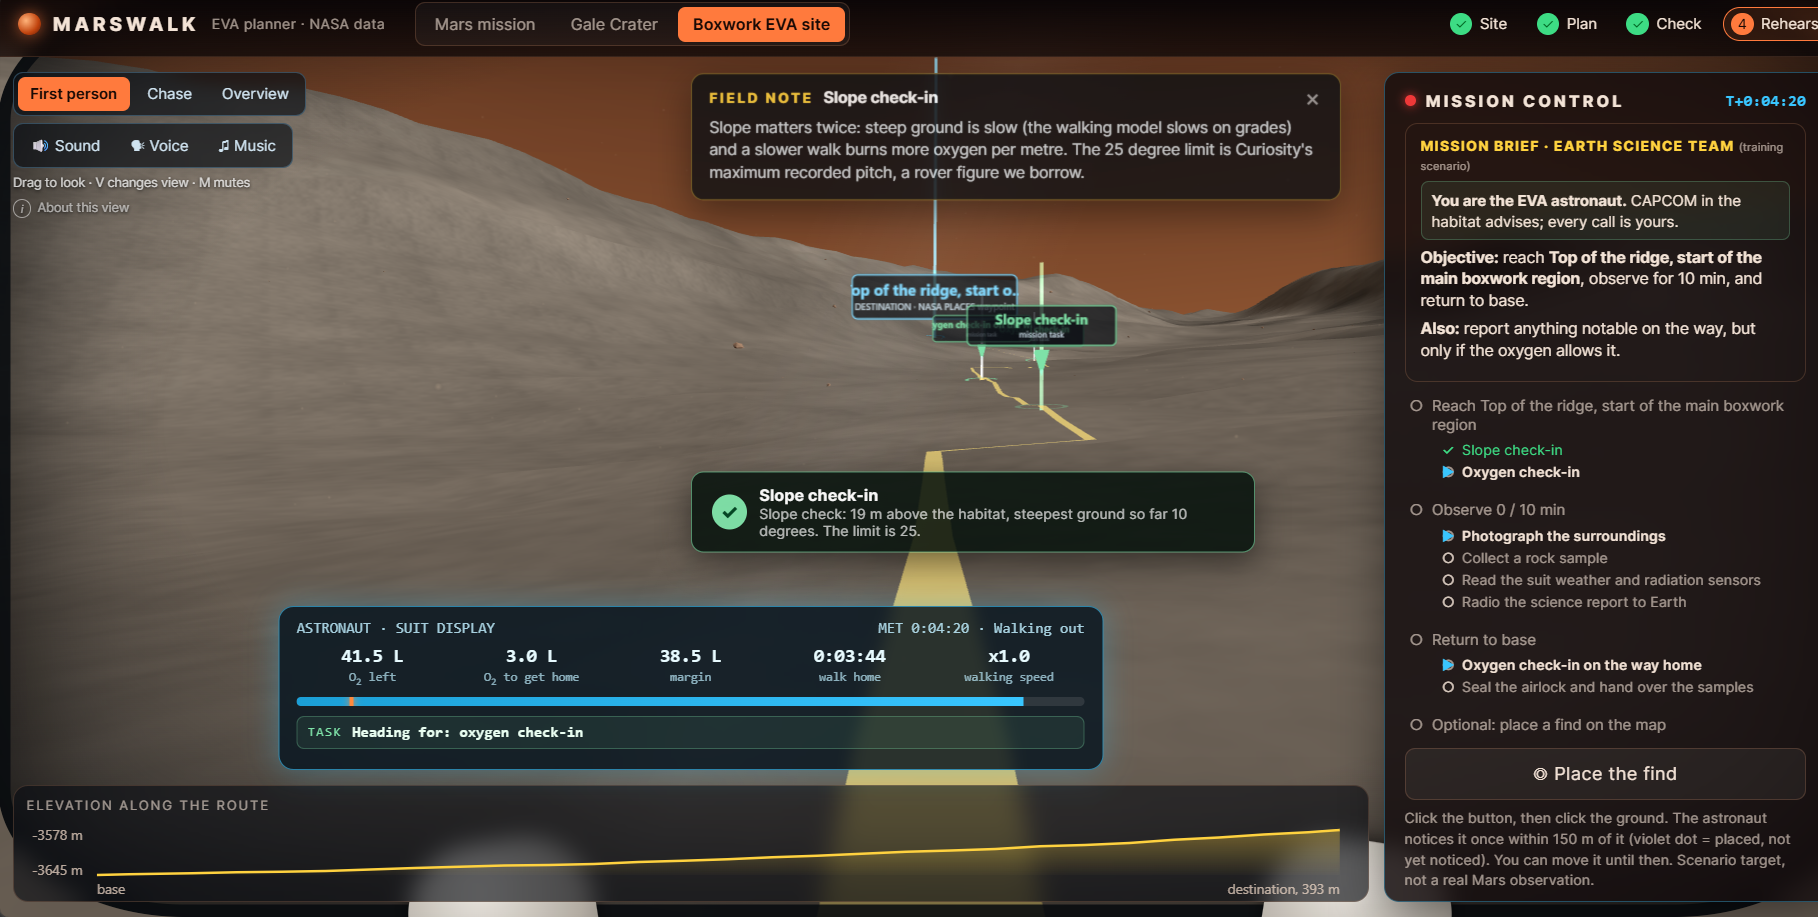 MARSWALK EVA planner · NASA data
Mars mission Gale Crater Boxwork EVA site
Site Plan Check 4 Rehears
First person Chase Overview
Sound Voice Music
Drag to look · V changes view · M mutes
i About this view
FIELD NOTE Slope check-in
Slope matters twice: steep ground is slow (the walking model slows on grades)
and a slower walk burns more oxygen per metre. The 25 degree limit is Curiosity's
maximum recorded pitch, a rover figure we borrow.
op of the ridge, start o..
DESTINATION · NASA PLACES
ygen check-in
Slope check-in
mission task
Slope check-in
Slope check: 19 m above the habitat, steepest ground so far 10
degrees. The limit is 25.
ASTRONAUT · SUIT DISPLAY MET 0:04:20 · Walking out
41.5 L 3.0 L 38.5 L 0:03:44 x1.0
O2 left O2 to get home margin walk home walking speed
TASK Heading for: oxygen check-in
ELEVATION ALONG THE ROUTE
-3578 m
-3645 m
base
destination, 393 m
MISSION CONTROL T+0:04:20
MISSION BRIEF · EARTH SCIENCE TEAM (training
scenario)
You are the EVA astronaut. CAPCOM in the
habitat advises; every call is yours.
Objective: reach Top of the ridge, start of the
main boxwork region, observe for 10 min, and
return to base.
Also: report anything notable on the way, but
only if the oxygen allows it.
Reach Top of the ridge, start of the main boxwork
region
Slope check-in
Oxygen check-in
Observe 0 / 10 min
Photograph the surroundings
Collect a rock sample
Read the suit weather and radiation sensors
Radio the science report to Earth
Return to base
Oxygen check-in on the way home
Seal the airlock and hand over the samples
Optional: place a find on the map
Place the find
Click the button, then click the ground. The astronaut
notices it once within 150 m of it (violet dot = placed, not
yet noticed). You can move it until then. Scenario target,
not a real Mars observation.